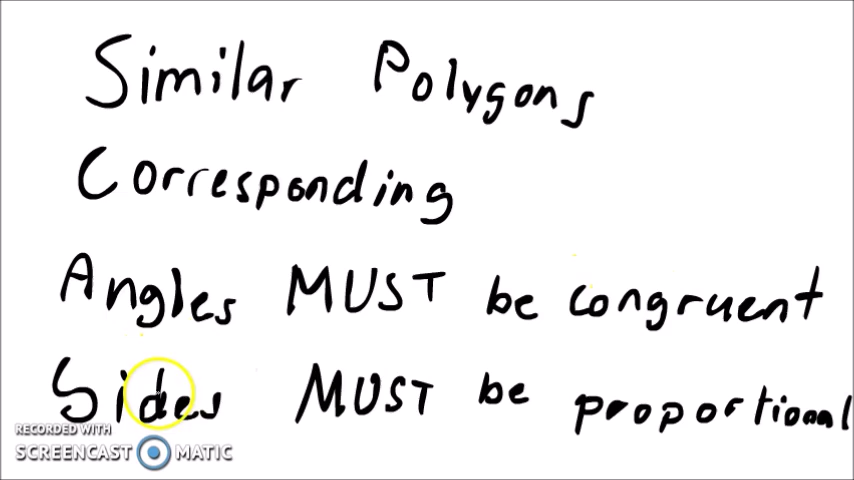 Similar Polygons
Corresponding
Angles MUST be congruent
Sides MUST be proportional
RECORDED WITH
SCREENCAST MATIC